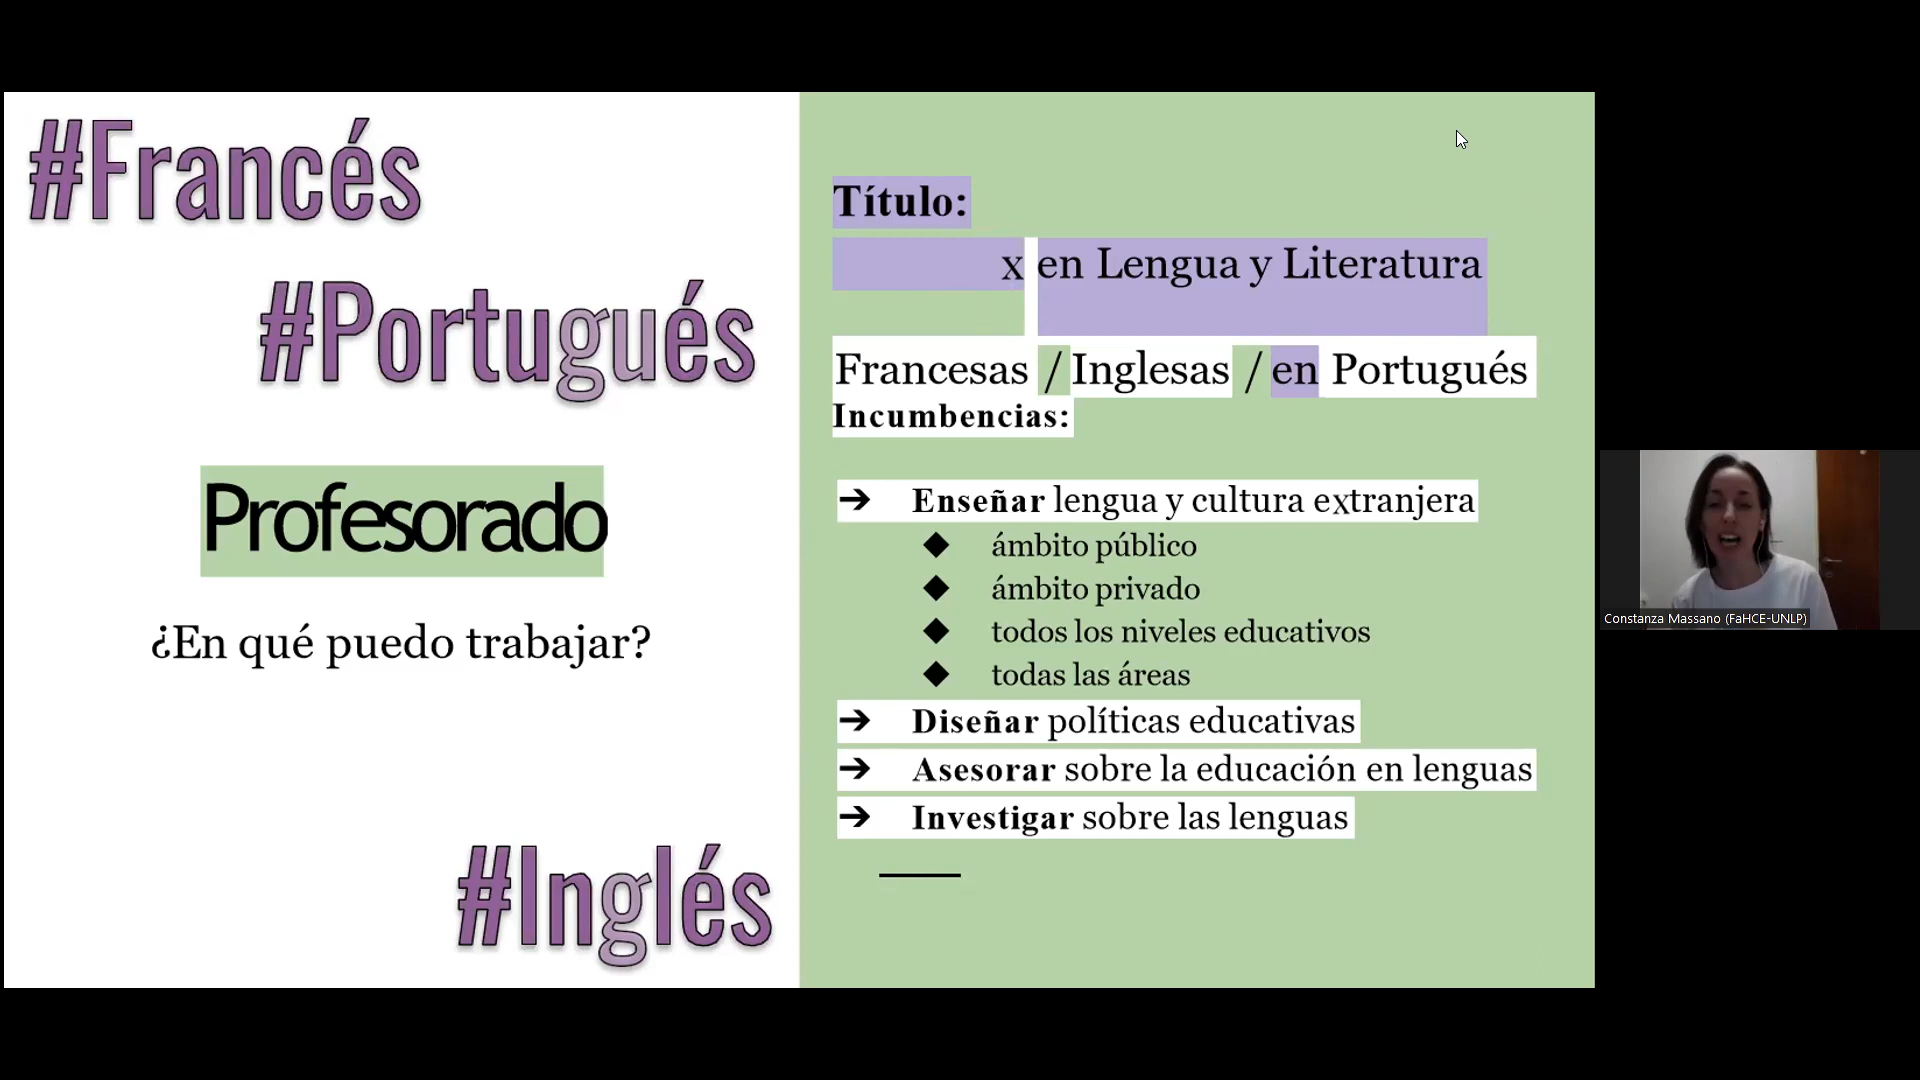 #Francés
#Portugués
Profesorado
¿En qué puedo trabajar?
#Inglés
Título:
x en Lengua y Literatura
Francesas / Inglesas / en Portugués
Incumbencias:
➔ Enseñar lengua y cultura extranjera
◆ ámbito público
◆ ámbito privado
◆ todos los niveles educativos
◆ todas las áreas
➔ Diseñar políticas educativas
➔ Asesorar sobre la educación en lenguas
➔ Investigar sobre las lenguas
Constanza Massano (FaHCE-UNLP)